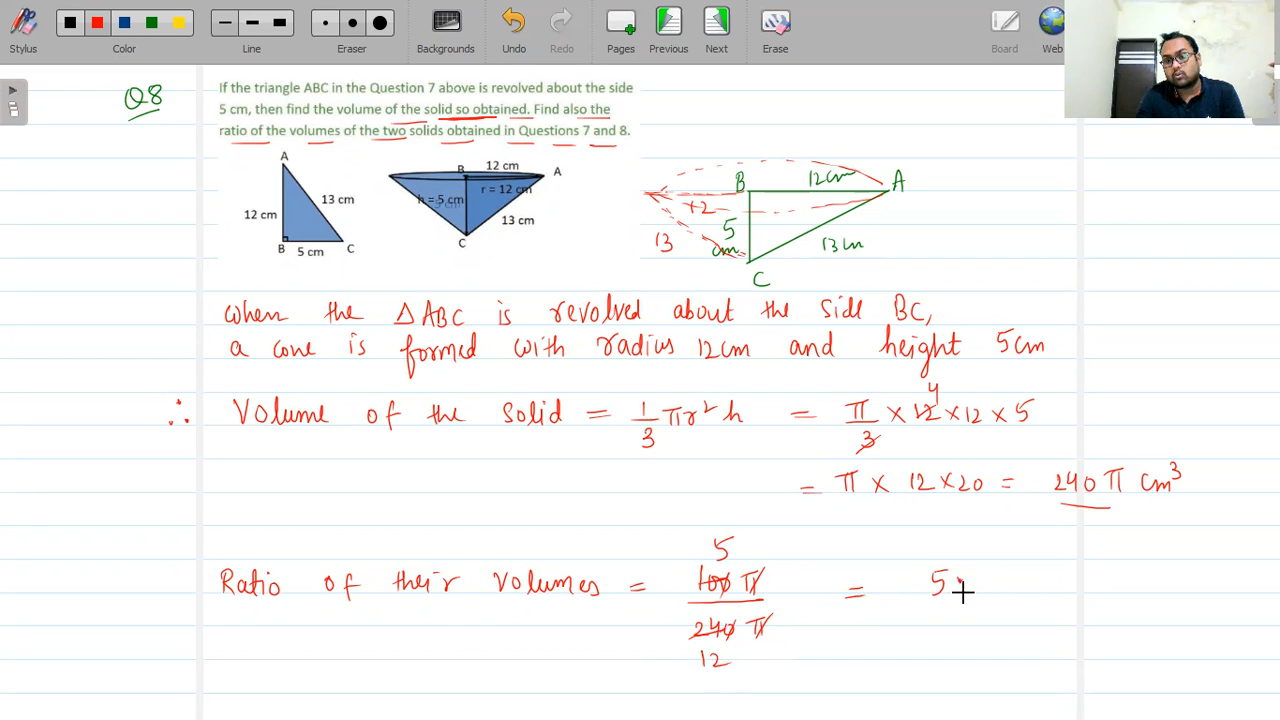 Stylus Color Line Eraser Backgrounds Undo Redo Pages Previous Next Erase Board Web
Q8
If the triangle ABC in the Question 7 above is revolved about the side
5 cm, then find the volume of the solid so obtained. Find also the
ratio of the volumes of the two solids obtained in Questions 7 and 8.
A
12 cm
13 cm
B
5 cm
C
B
12 cm
A
h = 5 cm
r = 12 cm
13 cm
C
B
12cm
A
12
5
cm
13
13cm
C
When the △ABC is revolved about the side BC,
a cone is formed with radius 12cm and height 5cm
∴ Volume of the solid = 1/3 πr²h = π/3 × 12 × 12 × 5
4
= π × 12 × 20 = 240 π cm³
5
Ratio of their volumes = 100 π / 240 π = 5
12